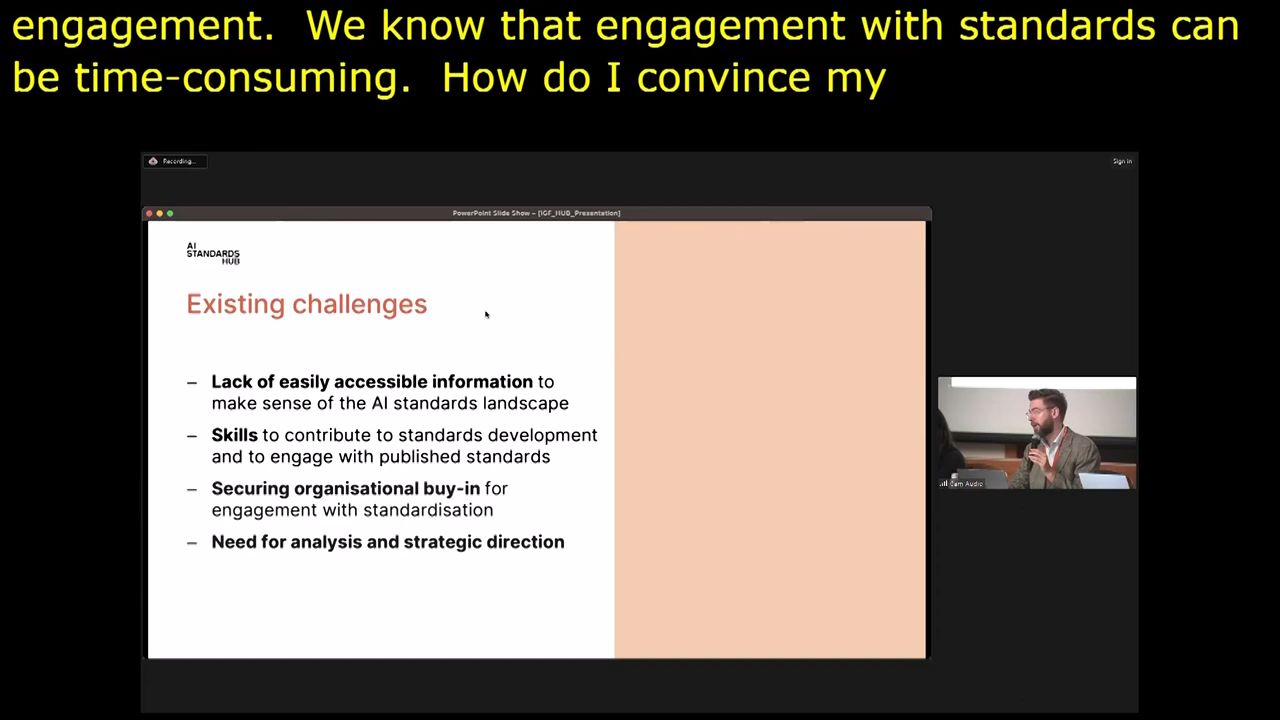 engagement.  We know that engagement with standards can
be time-consuming.  How do I convince my
Recording...
Sign in
PowerPoint Slide Show – [IGF_HUB_Presentation]
AI
STANDARDS
HUB
Existing challenges
– Lack of easily accessible information to
make sense of the AI standards landscape
– Skills to contribute to standards development
and to engage with published standards
– Securing organisational buy-in for
engagement with standardisation
– Need for analysis and strategic direction
Cam Audio